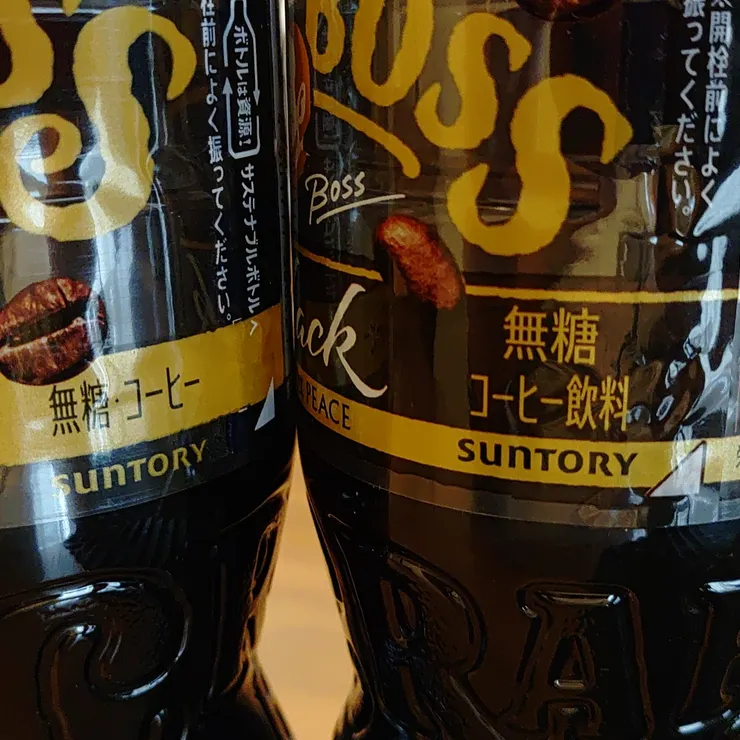 ボトルは資源!
サステナブルボトルへ
栓前によく振ってください。
無糖・コーヒー
SUNTORY
BOSS
BOSS
ack
PEACE
無糖
コーヒー飲料
SUNTORY
開栓前によく
振ってください。